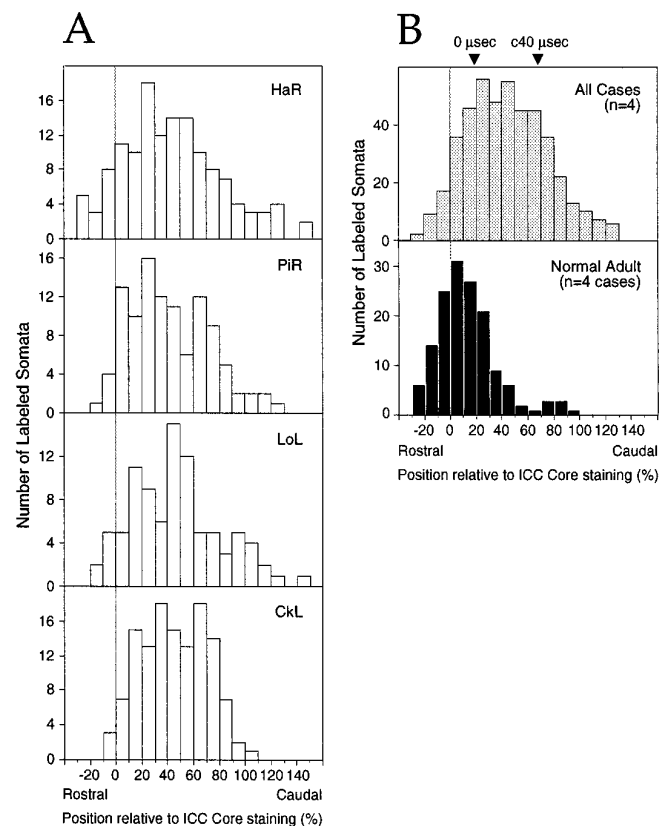 A
HaR
16
12
8
4
0
PiR
16
12
8
4
0
LoL
16
12
8
4
0
CkL
16
12
8
4
0
Number of Labeled Somata
-20 0 20 40 60 80 100 140
Rostral Caudal
Position relative to ICC Core staining (%)
B
0 µsec c40 µsec
All Cases
(n=4)
40
20
0
Normal Adult
(n=4 cases)
30
20
10
0
Number of Labeled Somata
-20 0 20 40 60 80 100 140
Rostral Caudal
Position relative to ICC Core staining (%)